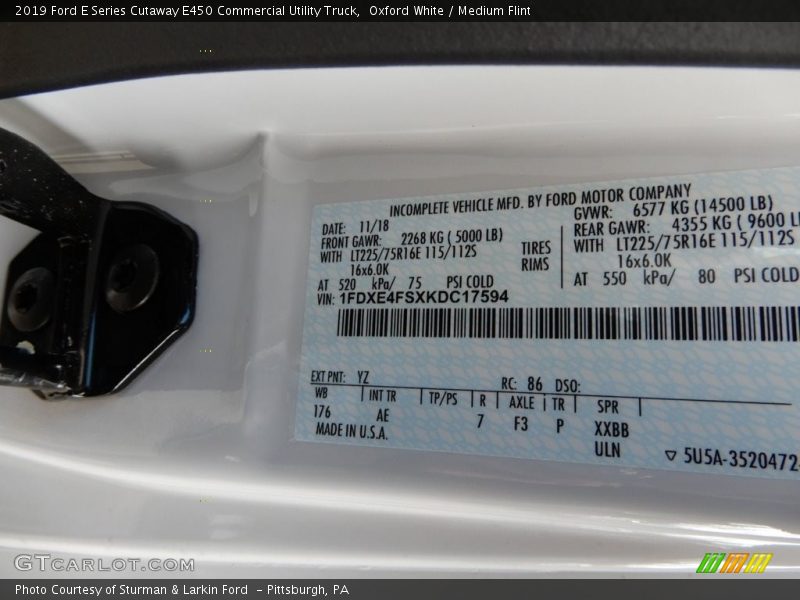 2019 Ford E Series Cutaway E450 Commercial Utility Truck,  Oxford White / Medium Flint
INCOMPLETE VEHICLE MFD. BY FORD MOTOR COMPANY
DATE: 11/18 GVWR: 6577 KG (14500 LB)
FRONT GAWR: 2268 KG ( 5000 LB) REAR GAWR: 4355 KG ( 9600 LB
WITH LT225/75R16E 115/112S TIRES WITH LT225/75R16E 115/112S
16x6.0K RIMS 16x6.0K
AT 520 kPa/ 75 PSI COLD AT 550 kPa/ 80 PSI COLD
VIN: 1FDXE4FSXKDC17594
EXT PNT: YZ RC: 86 DSO:
WB INT TR TP/PS R AXLE TR SPR
176 AE 7 F3 P XXBB
MADE IN U.S.A. ULN
▽ 5U5A-3520472-
GTCARLOT.COM
Photo Courtesy of Sturman & Larkin Ford  - Pittsburgh, PA